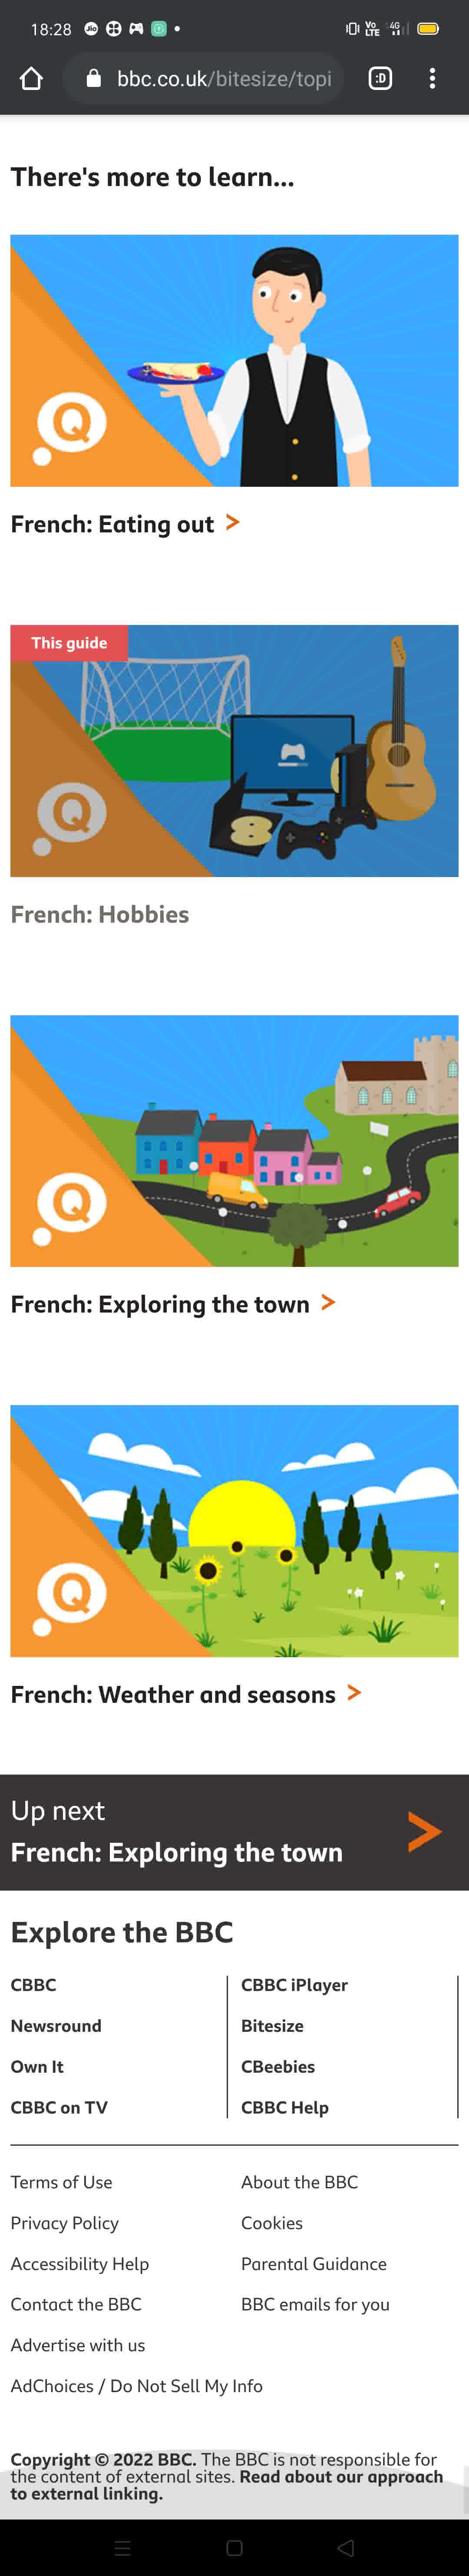 18:28
Jio
Vo
LTE
4G
bbc.co.uk/bitesize/topi
:D
There's more to learn...
Q
French: Eating out >
This guide
Q
French: Hobbies
Q
French: Exploring the town >
Q
French: Weather and seasons >
Up next
French: Exploring the town
Explore the BBC
CBBC
CBBC iPlayer
Newsround
Bitesize
Own It
CBeebies
CBBC on TV
CBBC Help
Terms of Use
About the BBC
Privacy Policy
Cookies
Accessibility Help
Parental Guidance
Contact the BBC
BBC emails for you
Advertise with us
AdChoices / Do Not Sell My Info
Copyright © 2022 BBC. The BBC is not responsible for
the content of external sites. Read about our approach
to external linking.